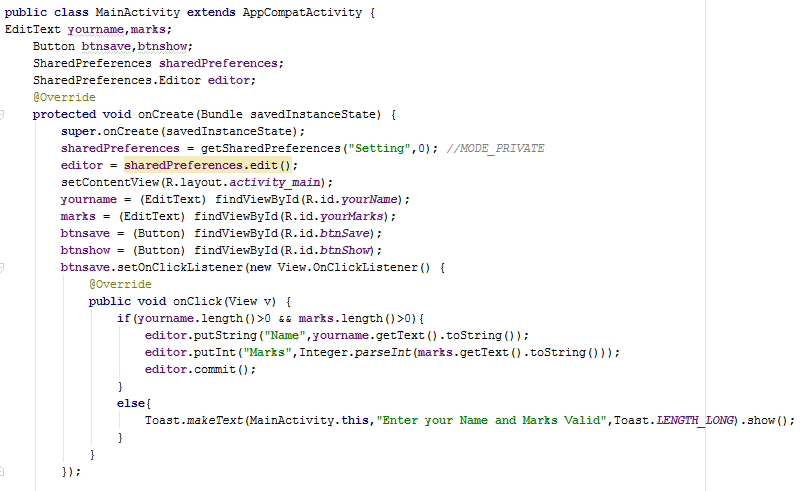 public class MainActivity extends AppCompatActivity {
EditText yourname,marks;
    Button btnsave,btnshow;
    SharedPreferences sharedPreferences;
    SharedPreferences.Editor editor;
    @Override
    protected void onCreate(Bundle savedInstanceState) {
        super.onCreate(savedInstanceState);
        sharedPreferences = getSharedPreferences("Setting",0); //MODE_PRIVATE
        editor = sharedPreferences.edit();
        setContentView(R.layout.activity_main);
        yourname = (EditText) findViewById(R.id.yourName);
        marks = (EditText) findViewById(R.id.yourMarks);
        btnsave = (Button) findViewById(R.id.btnSave);
        btnshow = (Button) findViewById(R.id.btnShow);
        btnsave.setOnClickListener(new View.OnClickListener() {
            @Override
            public void onClick(View v) {
                if(yourname.length()>0 && marks.length()>0){
                    editor.putString("Name",yourname.getText().toString());
                    editor.putInt("Marks",Integer.parseInt(marks.getText().toString()));
                    editor.commit();
                }
                else{
                    Toast.makeText(MainActivity.this,"Enter your Name and Marks Valid",Toast.LENGTH_LONG).show();
                }
            }
        });